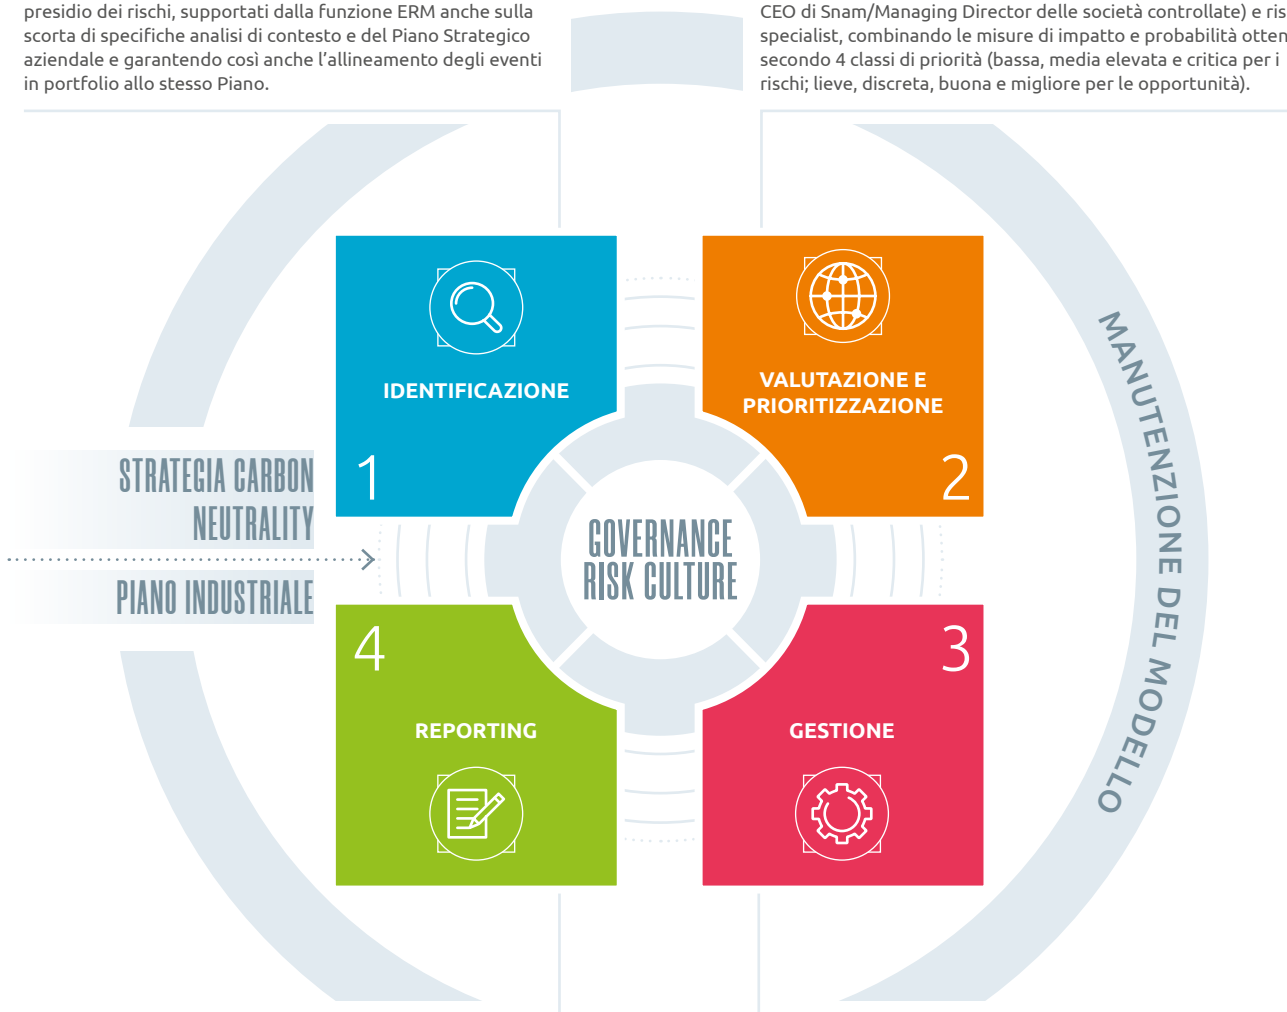 presidio dei rischi, supportati dalla funzione ERM anche sulla
scorta di specifiche analisi di contesto e del Piano Strategico
aziendale e garantendo così anche l'allineamento degli eventi
in portfolio allo stesso Piano.
CEO di Snam/Managing Director delle società controllate) e
specialist, combinando le misure di impatto e probabilità
secondo 4 classi di priorità (bassa, media elevata e critica per i
rischi; lieve, discreta, buona e migliore per le opportunità).
IDENTIFICAZIONE
1
VALUTAZIONE E
PRIORITIZZAZIONE
2
STRATEGIA CARBON
NEUTRALITY
PIANO INDUSTRIALE
GOVERNANCE
RISK CULTURE
MANUTENZIONE DEL MODELLO
4
REPORTING
3
GESTIONE